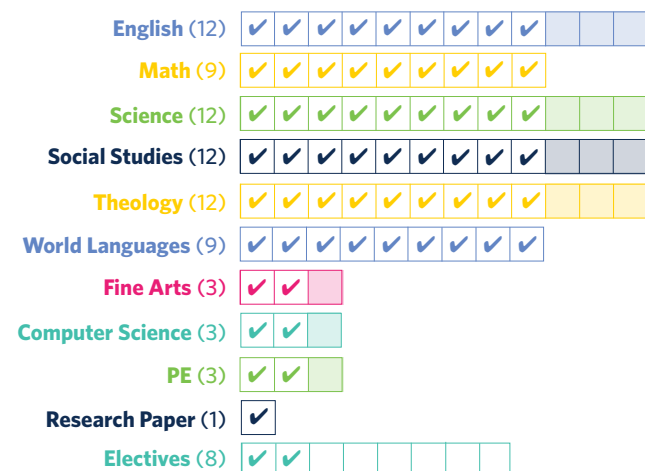 English (12) ✔ ✔ ✔ ✔ ✔ ✔ ✔ ✔ ✔
Math (9) ✔ ✔ ✔ ✔ ✔ ✔ ✔ ✔ ✔
Science (12) ✔ ✔ ✔ ✔ ✔ ✔ ✔ ✔ ✔
Social Studies (12) ✔ ✔ ✔ ✔ ✔ ✔ ✔ ✔ ✔
Theology (12) ✔ ✔ ✔ ✔ ✔ ✔ ✔ ✔ ✔
World Languages (9) ✔ ✔ ✔ ✔ ✔ ✔ ✔ ✔ ✔
Fine Arts (3) ✔ ✔
Computer Science (3) ✔ ✔
PE (3) ✔ ✔
Research Paper (1) ✔
Electives (8) ✔ ✔